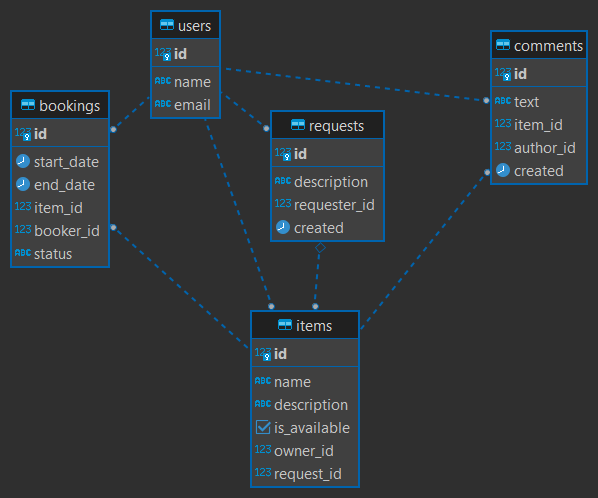 users
id
name
email
comments
id
text
item_id
author_id
created
bookings
id
start_date
end_date
item_id
booker_id
status
requests
id
description
requester_id
created
items
id
name
description
is_available
owner_id
request_id